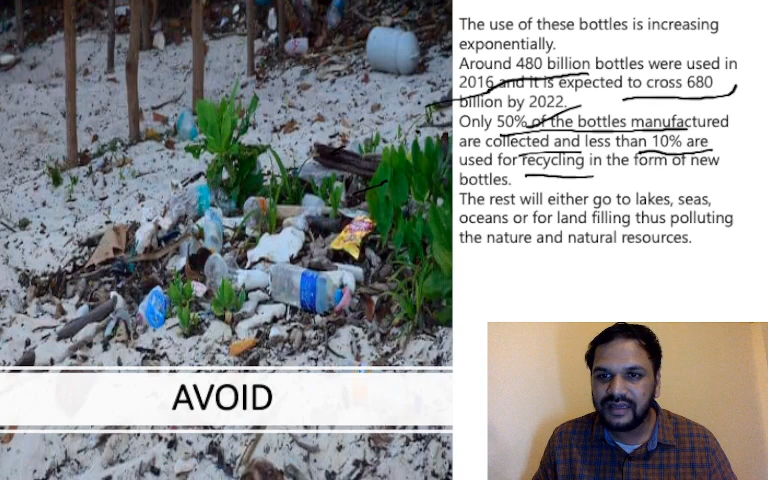 The use of these bottles is increasing
exponentially.
Around 480 billion bottles were used in
2016 and it is expected to cross 680
billion by 2022.
Only 50% of the bottles manufactured
are collected and less than 10% are
used for recycling in the form of new
bottles.
The rest will either go to lakes, seas,
oceans or for land filling thus polluting
the nature and natural resources.
AVOID